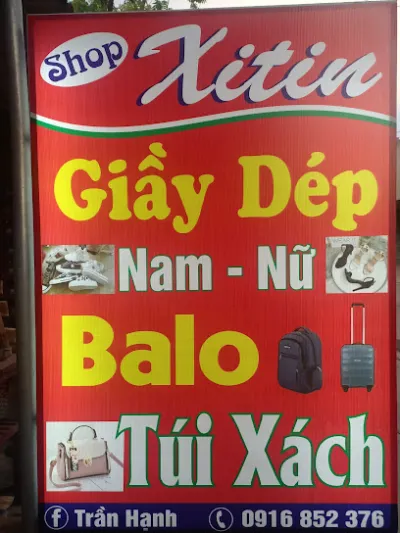 Shop Xitin
Giầy Dép
Nam - Nữ
Balo
Túi Xách
f Trần Hạnh 0916 852 376